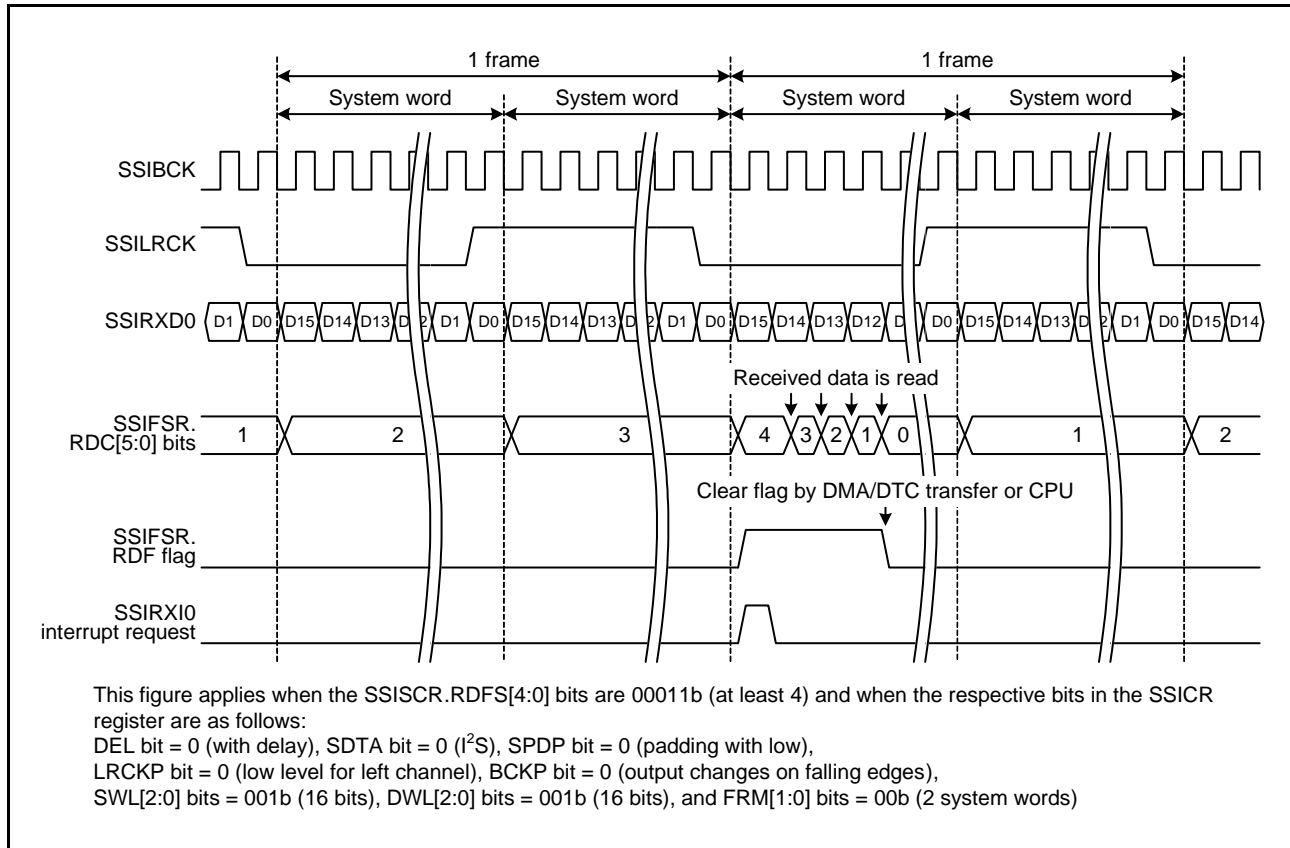 1 frame 1 frame
System word System word System word System word
SSIBCK
SSILRCK
SSIRXD0 D1 D0 D15 D14 D13 D1 D0 D15 D14 D13 D1 D0 D15 D14 D13 D12 D0 D15 D14 D13 D1 D0 D15 D14
Received data is read
SSIFSR.
RDC[5:0] bits 1 2 3 4 3 2 1 0 1 2
Clear flag by DMA/DTC transfer or CPU
SSIFSR.
RDF flag
SSIRXI0
interrupt request
This figure applies when the SSISCR.RDFS[4:0] bits are 00011b (at least 4) and when the respective bits in the SSICR
register are as follows:
DEL bit = 0 (with delay), SDTA bit = 0 (I²S), SPDP bit = 0 (padding with low),
LRCKP bit = 0 (low level for left channel), BCKP bit = 0 (output changes on falling edges),
SWL[2:0] bits = 001b (16 bits), DWL[2:0] bits = 001b (16 bits), and FRM[1:0] bits = 00b (2 system words)